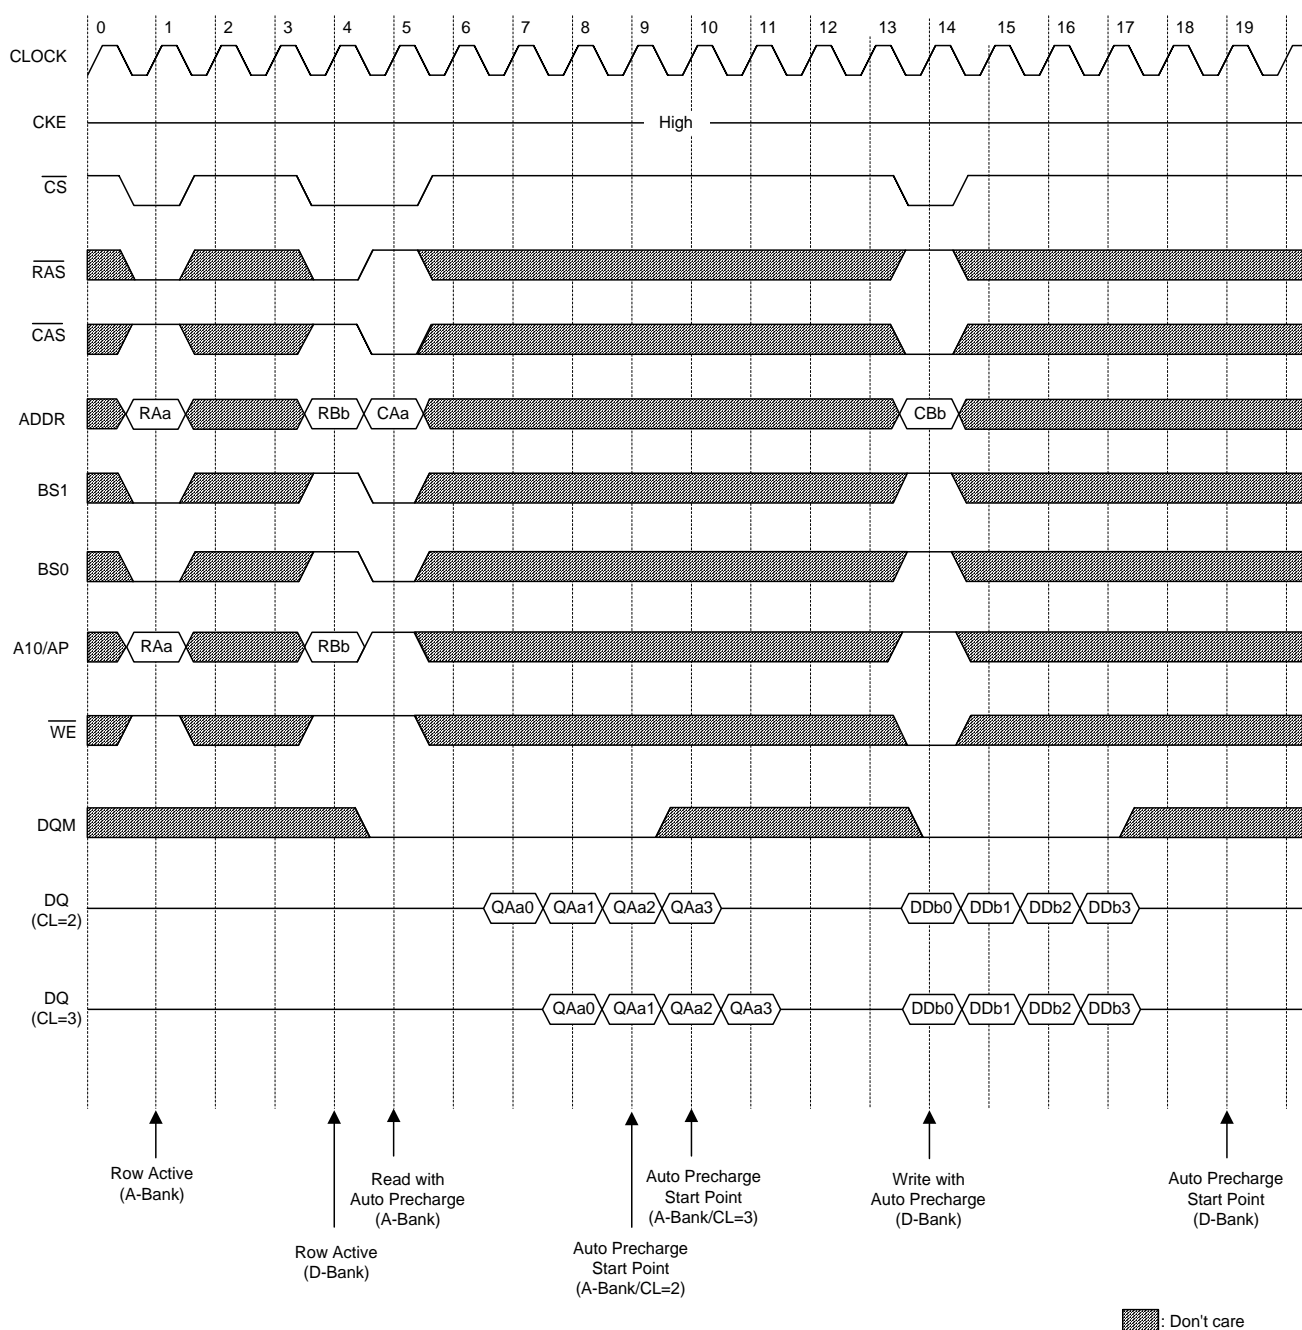 0 1 2 3 4 5 6 7 8 9 10 11 12 13 14 15 16 17 18 19
CLOCK
CKE High
CS
RAS
CAS
ADDR RAa RBb CAa CBb
BS1
BS0
A10/AP RAa RBb
WE
DQM
DQ
(CL=2)
QAa0 QAa1 QAa2 QAa3 DDb0 DDb1 DDb2 DDb3
DQ
(CL=3)
QAa0 QAa1 QAa2 QAa3 DDb0 DDb1 DDb2 DDb3
Row Active
(A-Bank)
Row Active
(D-Bank)
Read with
Auto Precharge
(A-Bank)
Auto Precharge
Start Point
(A-Bank/CL=2)
Auto Precharge
Start Point
(A-Bank/CL=3)
Write with
Auto Precharge
(D-Bank)
Auto Precharge
Start Point
(D-Bank)
: Don't care